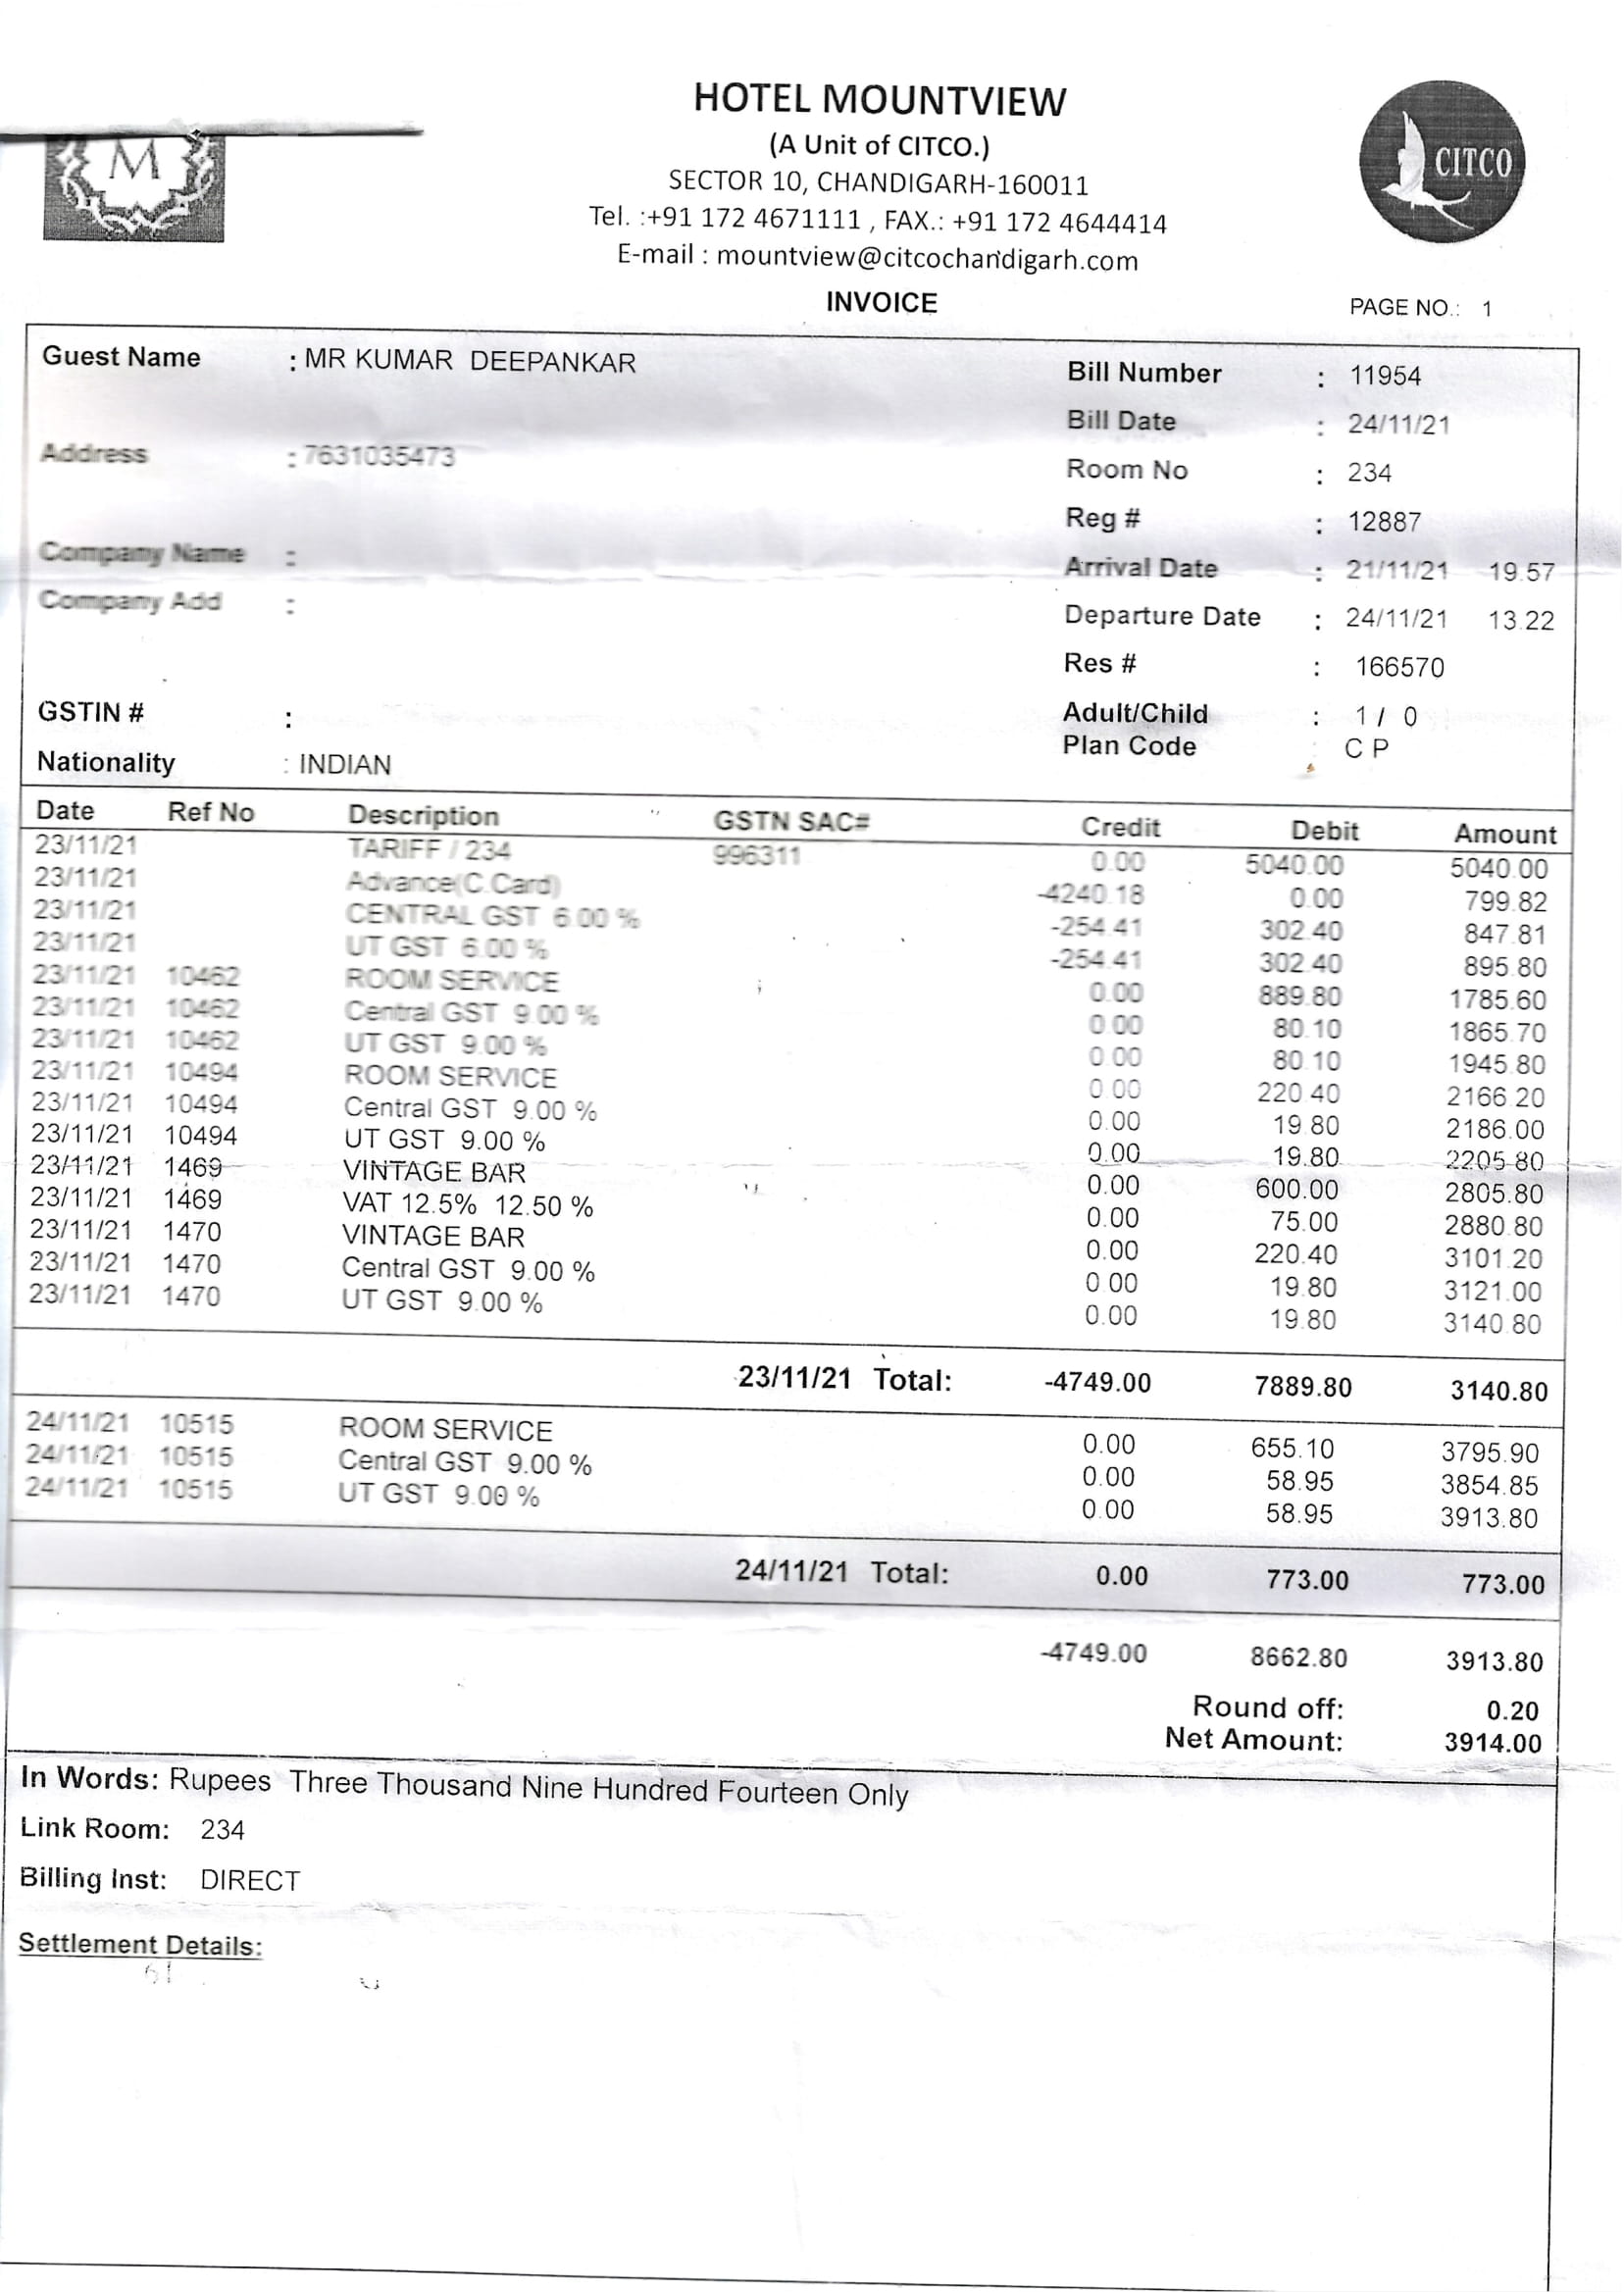 HOTEL MOUNTVIEW
(A Unit of CITCO.)
SECTOR 10, CHANDIGARH-160011
Tel. :+91 172 4671111 , FAX.: +91 172 4644414
E-mail : mountview@citcochandigarh.com
M
CITCO
INVOICE
PAGE NO.: 1
Guest Name : MR KUMAR DEEPANKAR
Address : 7631035473
Company Name :
Company Add :
GSTIN # :
Nationality : INDIAN
Bill Number : 11954
Bill Date : 24/11/21
Room No : 234
Reg # : 12887
Arrival Date : 21/11/21 19.57
Departure Date : 24/11/21 13.22
Res # : 166570
Adult/Child : 1 / 0
Plan Code : C P
Date Ref No Description GSTN SAC# Credit Debit Amount
23/11/21 TARIFF / 234 996311 0.00 5040.00 5040.00
23/11/21 Advance(C.Card) -4240.18 0.00 799.82
23/11/21 CENTRAL GST 6.00 % -254.41 302.40 847.81
23/11/21 UT GST 6.00 % -254.41 302.40 895.80
23/11/21 10462 ROOM SERVICE 0.00 889.80 1785.60
23/11/21 10462 Central GST 9.00 % 0.00 80.10 1865.70
23/11/21 10462 UT GST 9.00 % 0.00 80.10 1945.80
23/11/21 10494 ROOM SERVICE 0.00 220.40 2166.20
23/11/21 10494 Central GST 9.00 % 0.00 19.80 2186.00
23/11/21 10494 UT GST 9.00 % 0.00 19.80 2205.80
23/11/21 1469 VINTAGE BAR 0.00 600.00 2805.80
23/11/21 1469 VAT 12.5% 12.50 % 0.00 75.00 2880.80
23/11/21 1470 VINTAGE BAR 0.00 220.40 3101.20
23/11/21 1470 Central GST 9.00 % 0.00 19.80 3121.00
23/11/21 1470 UT GST 9.00 % 0.00 19.80 3140.80
23/11/21 Total: -4749.00 7889.80 3140.80
24/11/21 10515 ROOM SERVICE 0.00 655.10 3795.90
24/11/21 10515 Central GST 9.00 % 0.00 58.95 3854.85
24/11/21 10515 UT GST 9.00 % 0.00 58.95 3913.80
24/11/21 Total: 0.00 773.00 773.00
-4749.00 8662.80 3913.80
Round off: 0.20
Net Amount: 3914.00
In Words: Rupees Three Thousand Nine Hundred Fourteen Only
Link Room: 234
Billing Inst: DIRECT
Settlement Details: